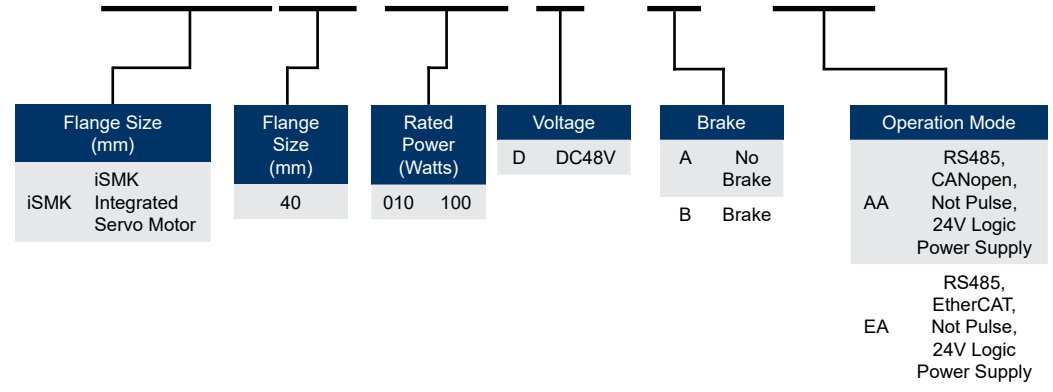 Flange Size
(mm)
iSMK
iSMK
Integrated
Servo Motor
Flange
Size
(mm)
40
Rated
Power
(Watts)
010 100
Voltage
D DC48V
Brake
A No
Brake
B Brake
Operation Mode
AA
RS485,
CANopen,
Not Pulse,
24V Logic
Power Supply
EA
RS485,
EtherCAT,
Not Pulse,
24V Logic
Power Supply